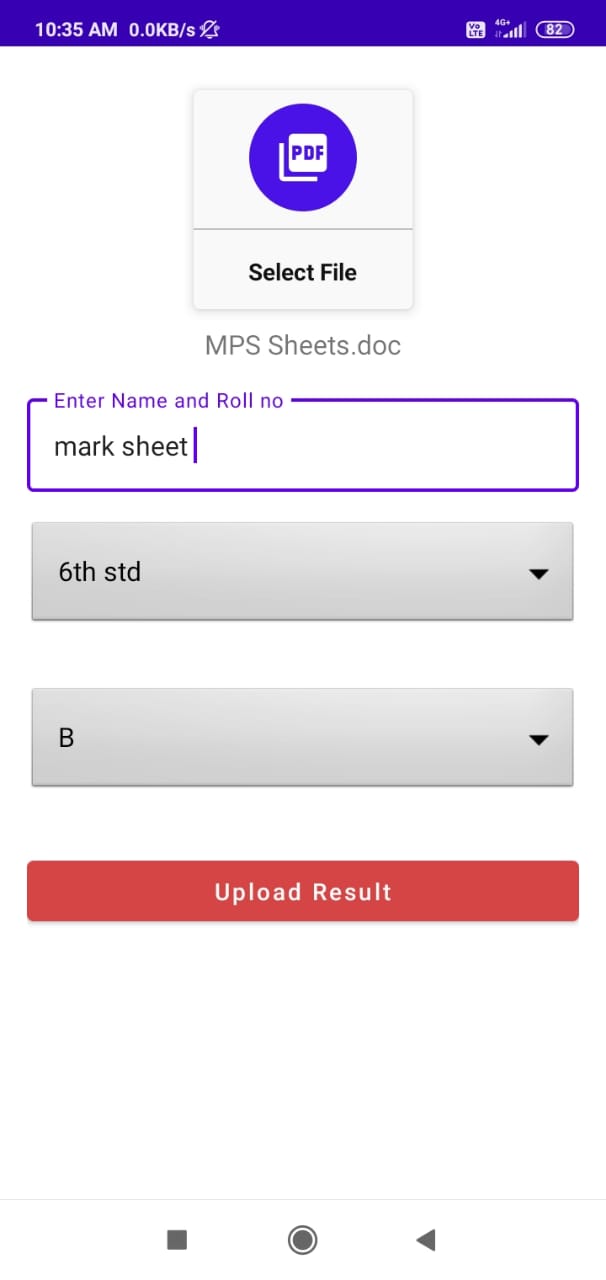 10:35 AM 0.0KB/s Vo LTE 4G+ 82
PDF
Select File
MPS Sheets.doc
Enter Name and Roll no
mark sheet
6th std
B
Upload Result